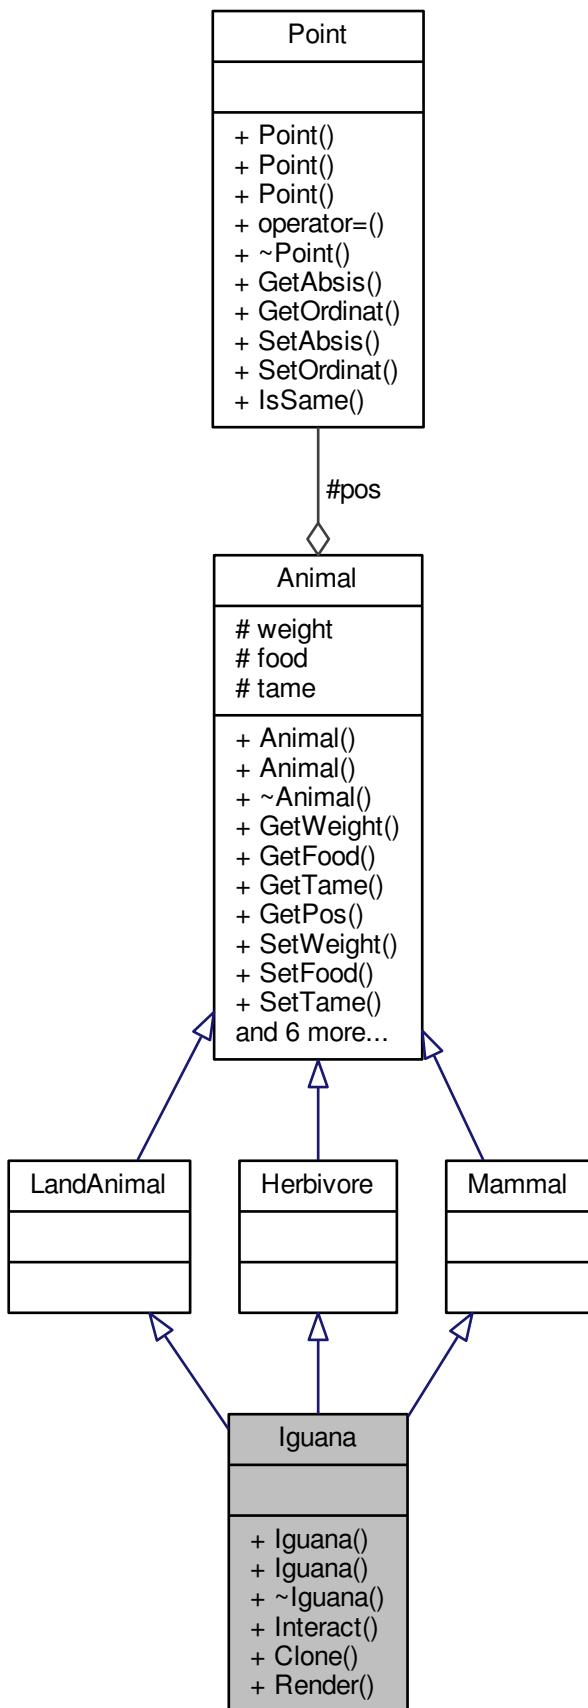 Point
+ Point()
+ Point()
+ Point()
+ operator=()
+ ~Point()
+ GetAbsis()
+ GetOrdinat()
+ SetAbsis()
+ SetOrdinat()
+ IsSame()
#pos
Animal
# weight
# food
# tame
+ Animal()
+ Animal()
+ ~Animal()
+ GetWeight()
+ GetFood()
+ GetTame()
+ GetPos()
+ SetWeight()
+ SetFood()
+ SetTame()
and 6 more...
LandAnimal
Herbivore
Mammal
Iguana
+ Iguana()
+ Iguana()
+ ~Iguana()
+ Interact()
+ Clone()
+ Render()